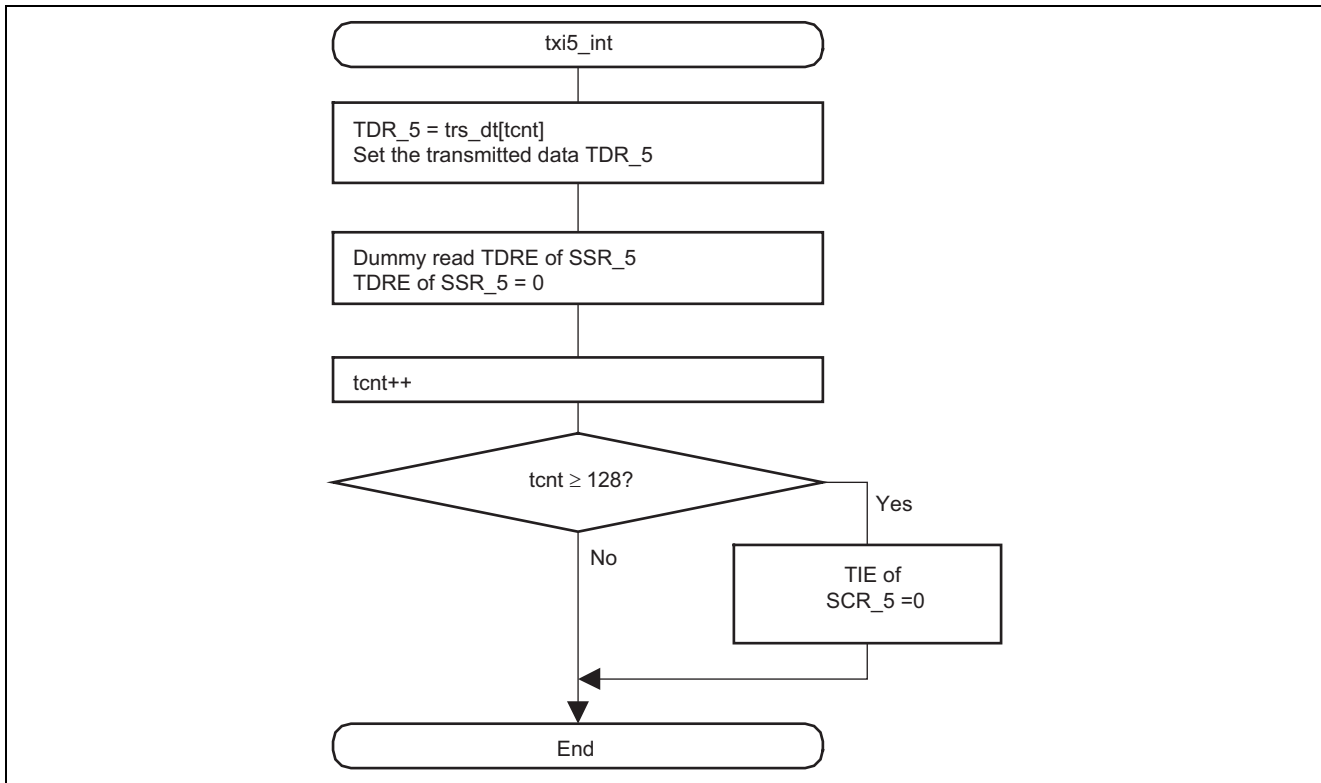 txi5_int
TDR_5 = trs_dt[tcnt]
Set the transmitted data TDR_5
Dummy read TDRE of SSR_5
TDRE of SSR_5 = 0
tcnt++
tcnt ≥ 128?
Yes
No
TIE of
SCR_5 =0
End